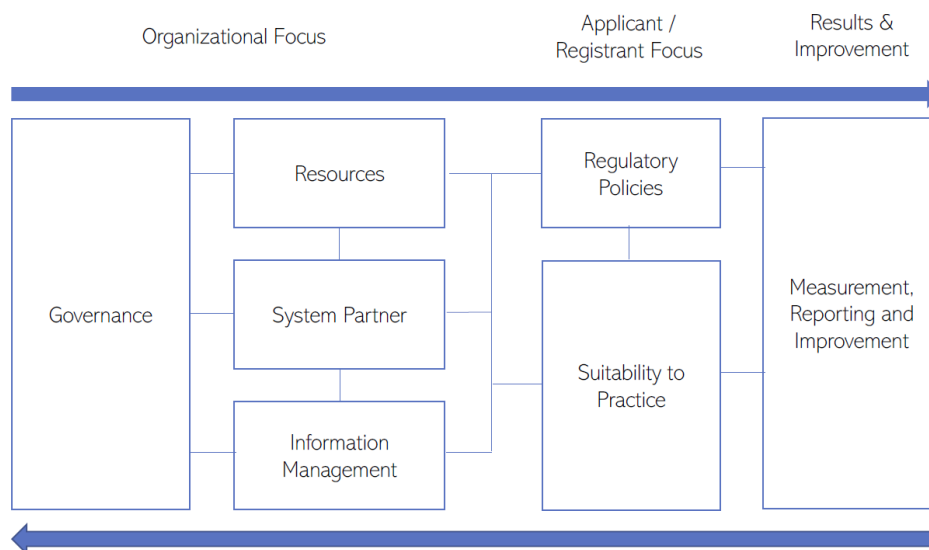 Organizational Focus
Applicant /
Registrant Focus
Results &
Improvement
Governance
Resources
System Partner
Information
Management
Regulatory
Policies
Suitability to
Practice
Measurement,
Reporting and
Improvement